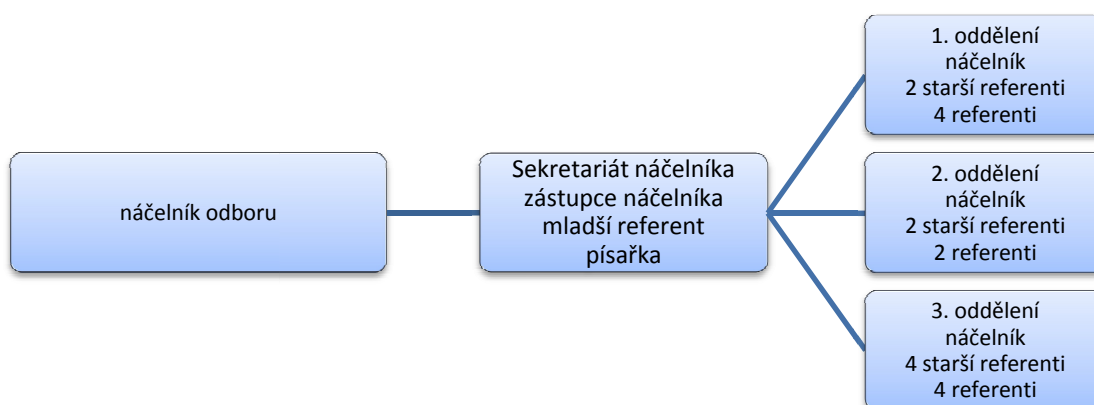 náčelník odboru
Sekretariát náčelníka
zástupce náčelníka
mladší referent
písařka
1. oddělení
náčelník
2 starší referenti
4 referenti
2. oddělení
náčelník
2 starší referenti
2 referenti
3. oddělení
náčelník
4 starší referenti
4 referenti